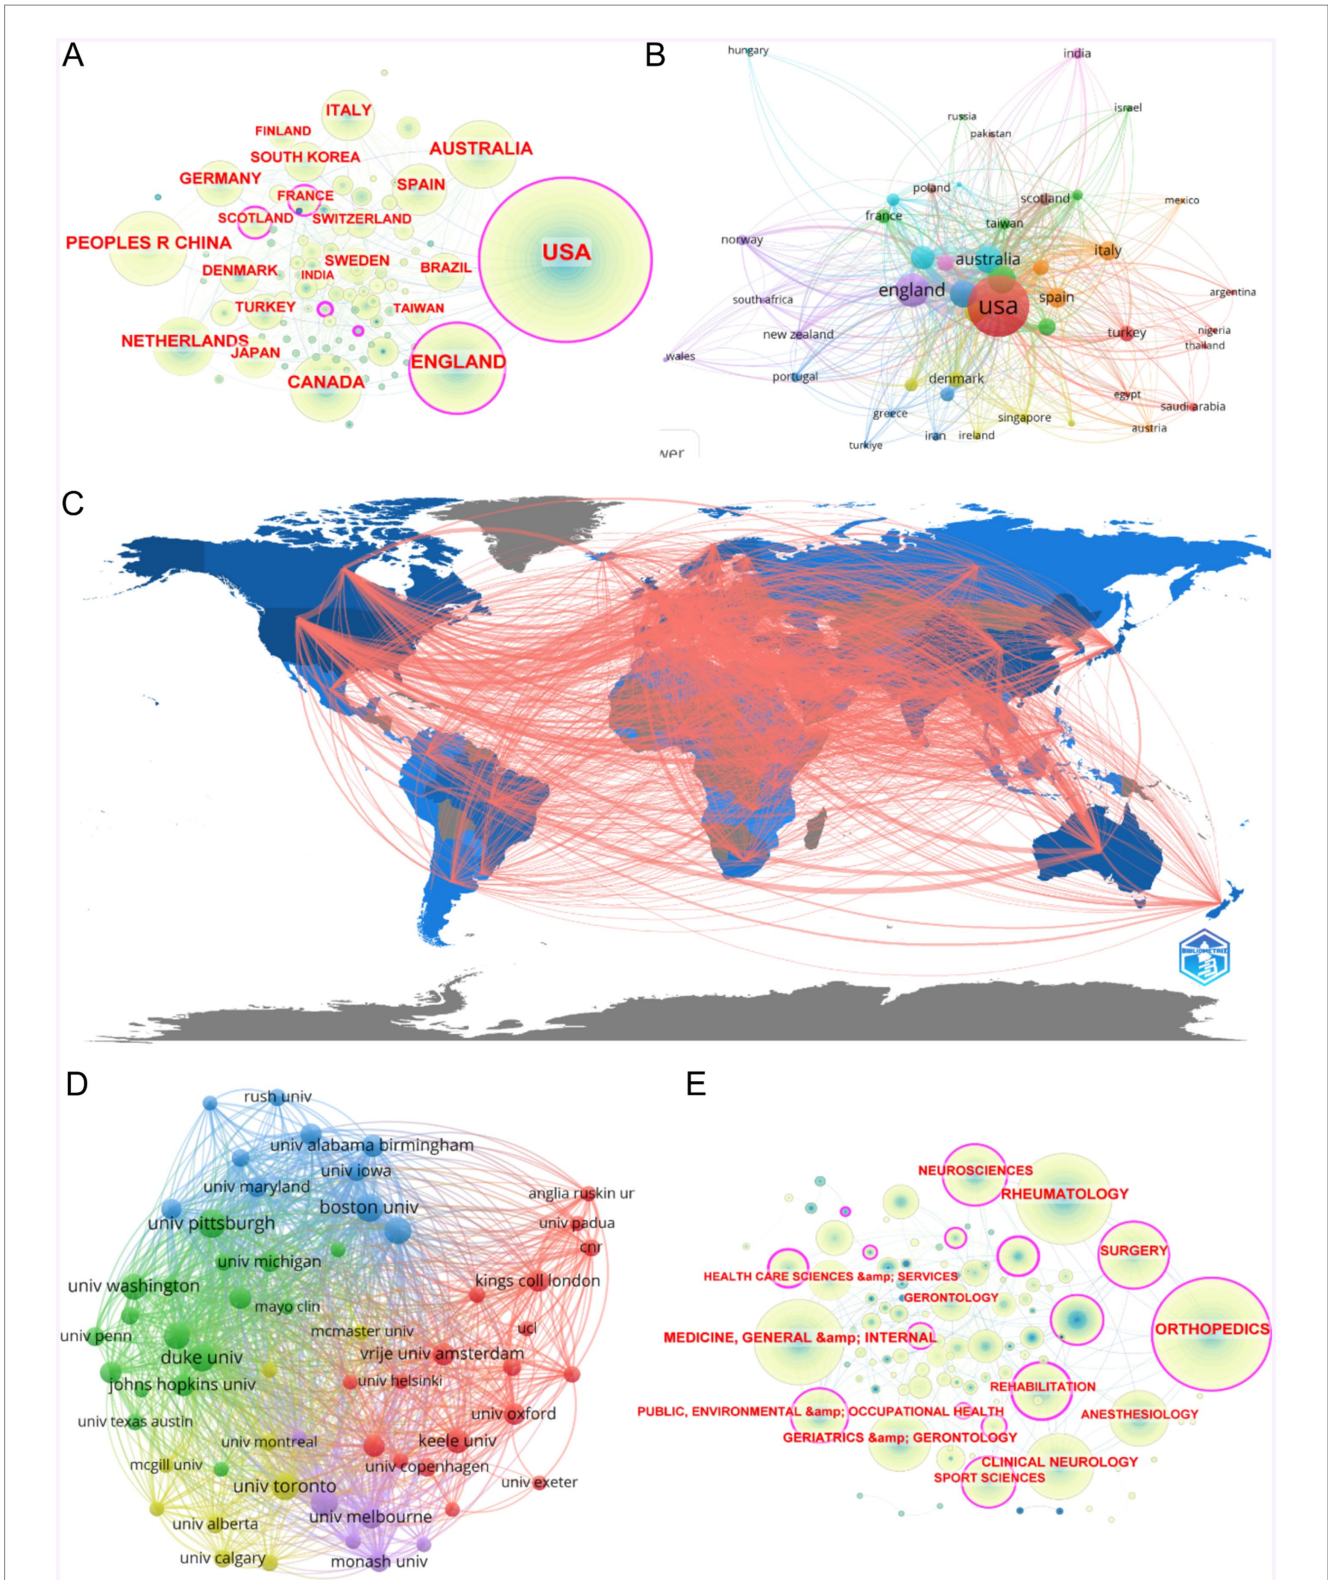 A
ITALY
FINLAND
AUSTRALIA
SOUTH KOREA
GERMANY
SPAIN
FRANCE
SCOTLAND
SWITZERLAND
PEOPLES R CHINA
USA
SWEDEN
DENMARK
INDIA
BRAZIL
TURKEY
TAIWAN
NETHERLANDS
JAPAN
ENGLAND
CANADA
B
hungary
india
israel
russia
pakistan
poland
scotland
mexico
france
taiwan
norway
italy
australia
england
argentina
south africa
usa
spain
new zealand
turkey
nigeria
thailand
wales
portugal
denmark
egypt
saudi arabia
greece
singapore
austria
iran
ireland
turkiye
wer
C
BIBLIOMETRIX
D
rush univ
univ alabama birmingham
univ iowa
univ maryland
anglia ruskin ur
boston univ
univ pittsburgh
univ padua
cnr
univ michigan
kings coll london
univ washington
mayo clin
mcmaster univ
ucl
univ penn
duke univ
vrije univ amsterdam
univ helsinki
johns hopkins univ
univ oxford
univ texas austin
univ montreal
keele univ
mcgill univ
univ copenhagen
univ exeter
univ toronto
univ melbourne
univ alberta
univ calgary
monash univ
E
NEUROSCIENCES
RHEUMATOLOGY
SURGERY
HEALTH CARE SCIENCES &amp; SERVICES
GERONTOLOGY
ORTHOPEDICS
MEDICINE, GENERAL &amp; INTERNAL
REHABILITATION
PUBLIC, ENVIRONMENTAL &amp; OCCUPATIONAL HEALTH
ANESTHESIOLOGY
GERIATRICS &amp; GERONTOLOGY
CLINICAL NEUROLOGY
SPORT SCIENCES